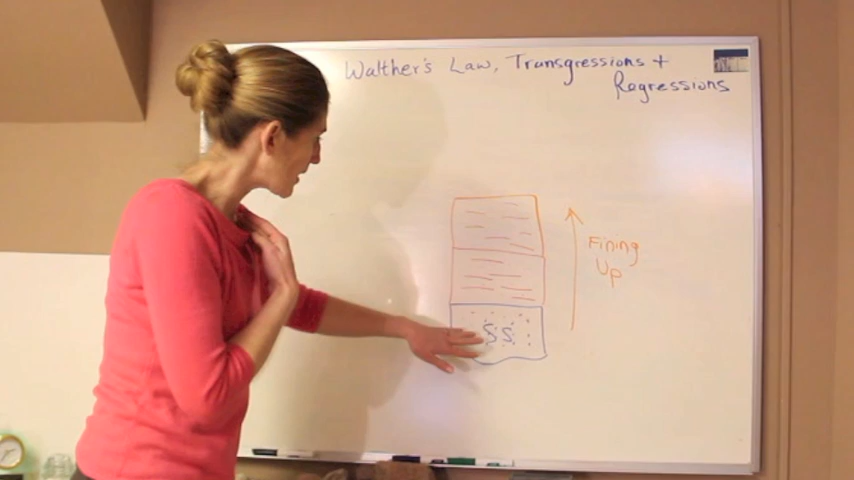 Walther's Law, Transgressions +
Regressions
Fining
Up
SS